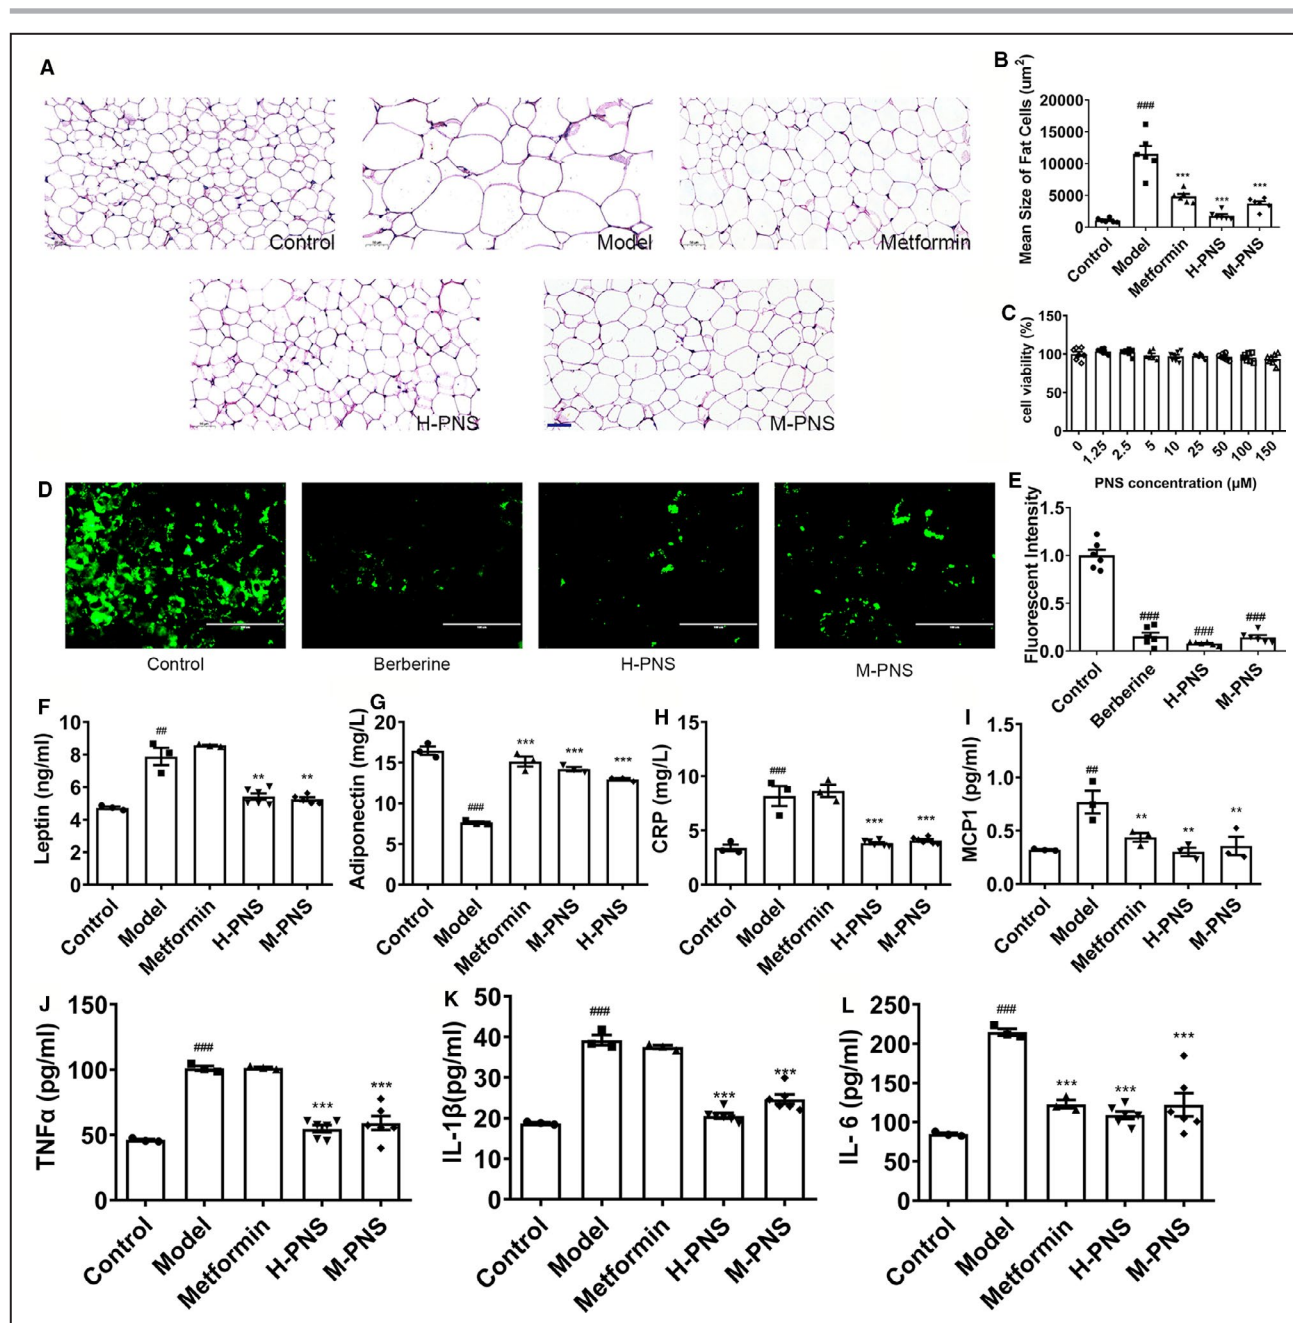 A
Control
Model
Metformin
H-PNS
M-PNS
B
Mean Size of Fat Cells (um²)
20000
15000
10000
5000
0
###
***
***
***
Control
Model
Metformin
H-PNS
M-PNS
C
cell viability (%)
150
100
50
0
0
1.25
2.5
5
10
25
50
100
150
PNS concentration (µM)
D
Control
Berberine
H-PNS
M-PNS
E
Fluorescent Intensity
1.5
1.0
0.5
0.0
###
###
###
Control
Berberine
H-PNS
M-PNS
F
Leptin (ng/ml)
10
8
6
4
2
0
##
**
**
Control
Model
Metformin
H-PNS
M-PNS
G
Adiponectin (mg/L)
20
15
10
5
0
###
***
***
***
Control
Model
Metformin
M-PNS
H-PNS
H
CRP (mg/L)
15
10
5
0
###
***
***
Control
Model
Metformin
H-PNS
M-PNS
I
MCP1 (pg/ml)
1.5
1.0
0.5
0.0
##
**
**
**
Control
Model
Metformin
H-PNS
M-PNS
J
TNFα (pg/ml)
150
100
50
0
###
***
***
Control
Model
Metformin
H-PNS
M-PNS
K
IL-1β(pg/ml)
50
40
30
20
10
0
###
***
***
Control
Model
Metformin
H-PNS
M-PNS
L
IL- 6 (pg/ml)
250
200
150
100
50
0
###
***
***
***
Control
Model
Metformin
H-PNS
M-PNS